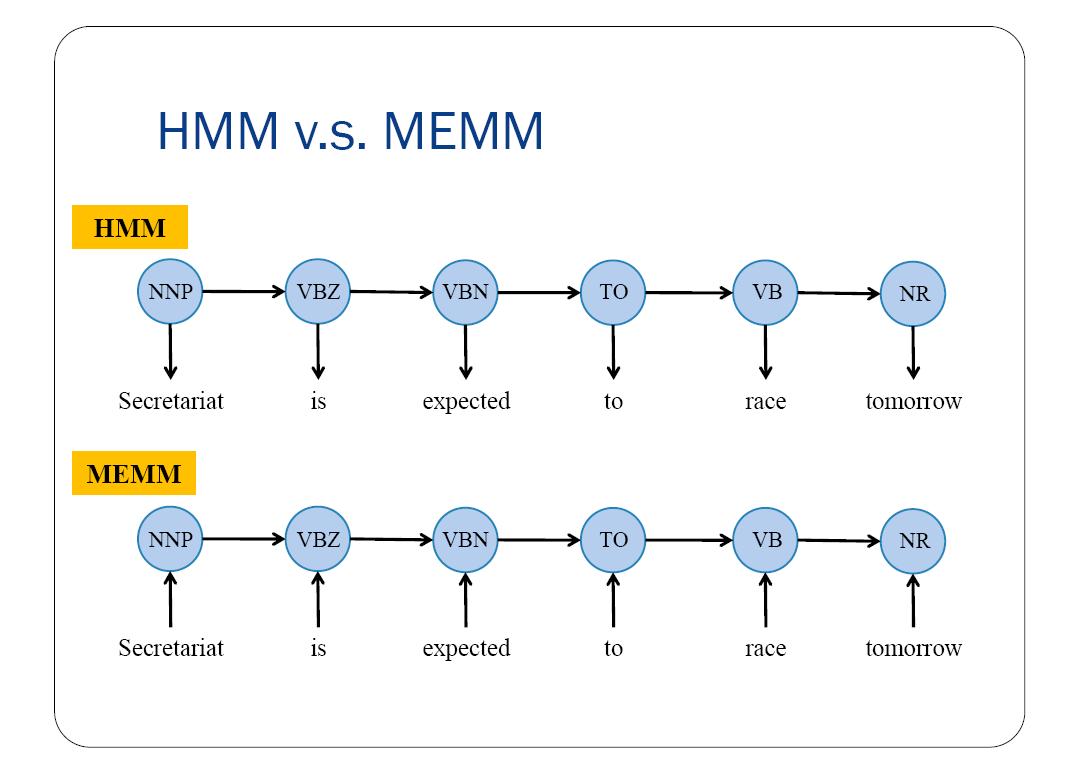 HMM v.s. MEMM
HMM
NNP VBZ VBN TO VB NR
Secretariat is expected to race tomorrow
MEMM
NNP VBZ VBN TO VB NR
Secretariat is expected to race tomorrow